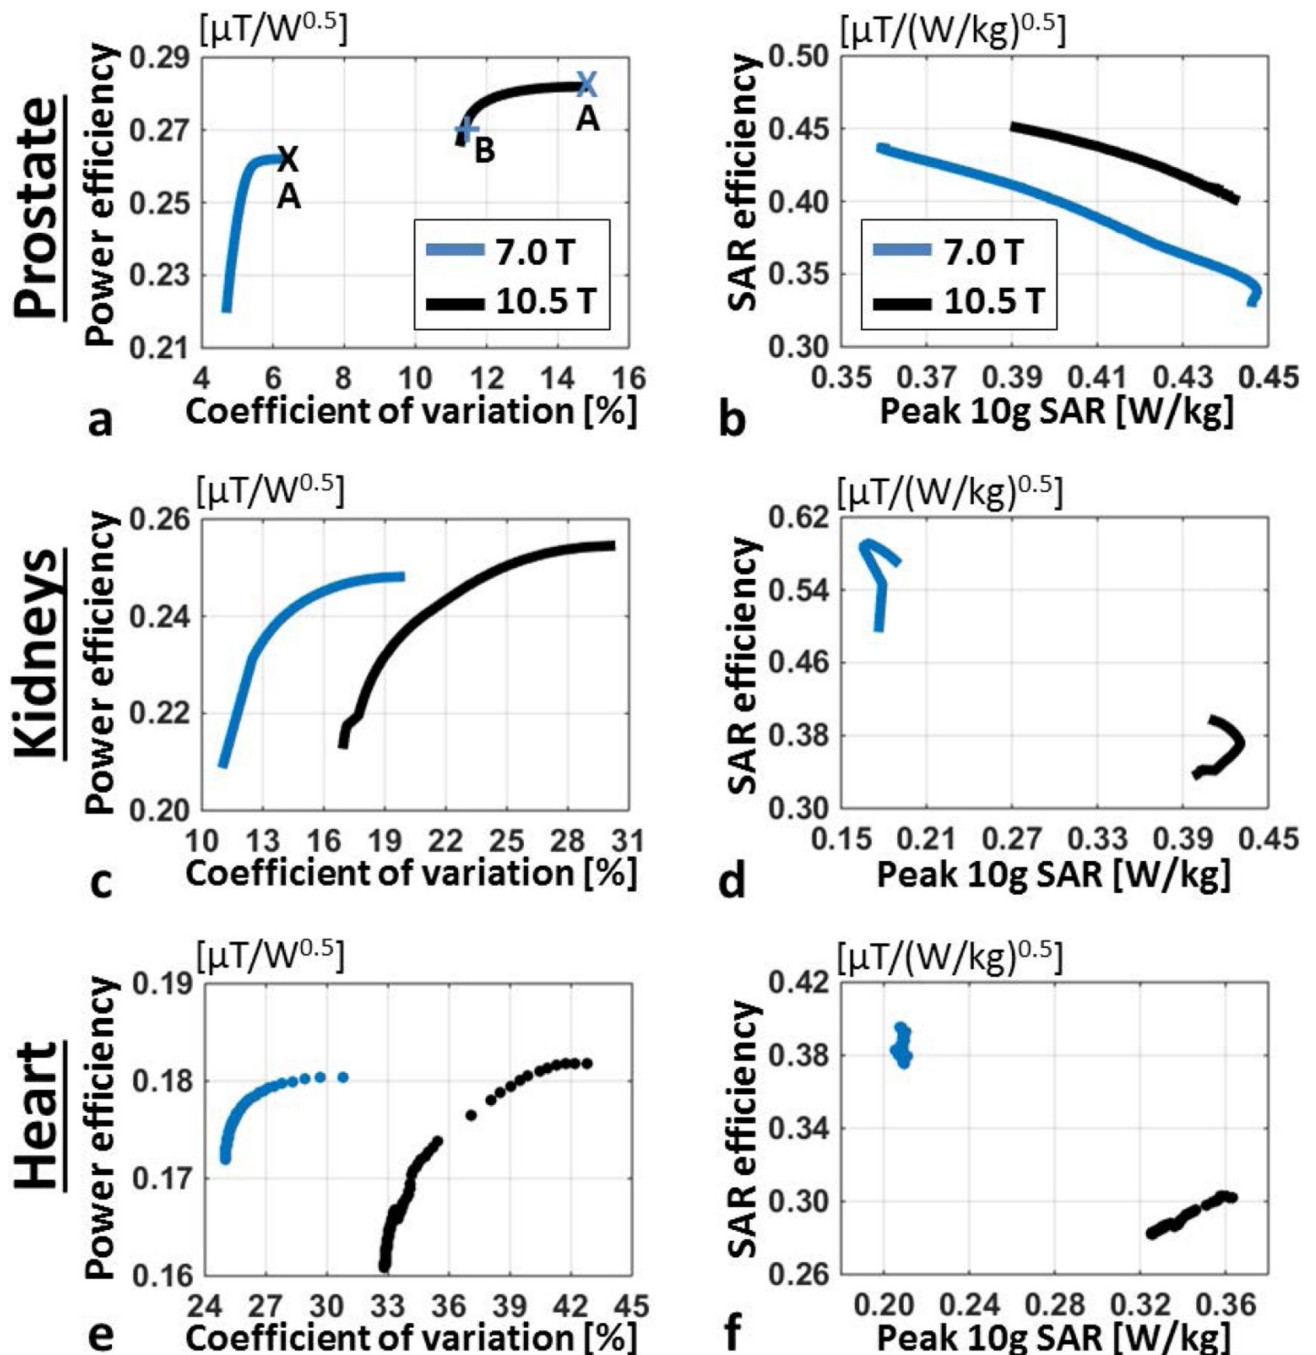 Prostate
[µT/W0.5]
Power efficiency
0.29
0.27
0.25
0.23
0.21
X
A
X
A
+
B
7.0 T
10.5 T
4 6 8 10 12 14 16
Coefficient of variation [%]
a
[µT/(W/kg)0.5]
SAR efficiency
0.50
0.45
0.40
0.35
0.30
7.0 T
10.5 T
0.35 0.37 0.39 0.41 0.43 0.45
Peak 10g SAR [W/kg]
b
Kidneys
[µT/W0.5]
Power efficiency
0.26
0.24
0.22
0.20
10 13 16 19 22 25 28 31
Coefficient of variation [%]
c
[µT/(W/kg)0.5]
SAR efficiency
0.62
0.54
0.46
0.38
0.30
0.15 0.21 0.27 0.33 0.39 0.45
Peak 10g SAR [W/kg]
d
Heart
[µT/W0.5]
Power efficiency
0.19
0.18
0.17
0.16
24 27 30 33 36 39 42 45
Coefficient of variation [%]
e
[µT/(W/kg)0.5]
SAR efficiency
0.42
0.38
0.34
0.30
0.26
0.20 0.24 0.28 0.32 0.36
Peak 10g SAR [W/kg]
f